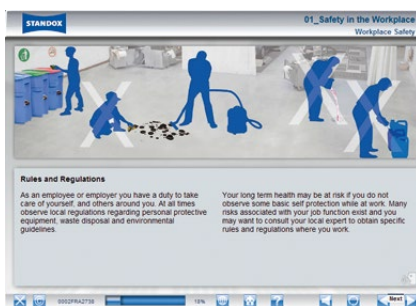 STANDOX
01_Safety in the Workplace
Workplace Safety
Rules and Regulations
As an employee or employer you have a duty to take
care of yourself, and others around you. At all times
observe local regulations regarding personal protective
equipment, waste disposal and environmental
guidelines.
Your long term health may be at risk if you do not
observe some basic self protection while at work. Many
risks associated with your job function exist and you
may want to consult your local expert to obtain specific
rules and regulations where you work.
0002FRA2736
18%
Next